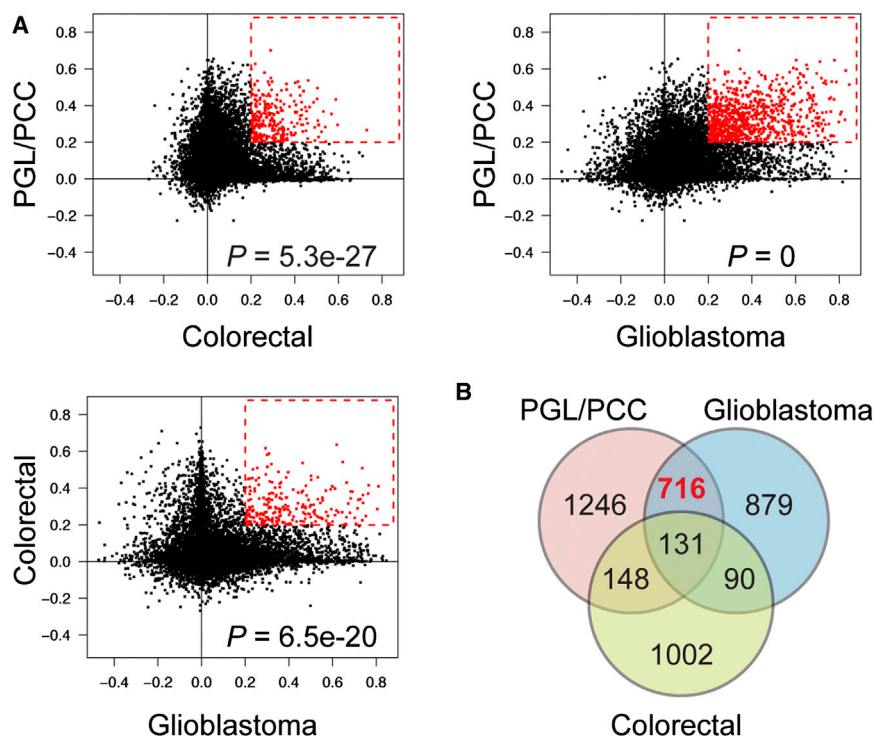 A
PGL/PCC
0.8
0.6
0.4
0.2
0.0
−0.2
−0.4
P = 5.3e-27
−0.4 −0.2 0.0 0.2 0.4 0.6 0.8
Colorectal
PGL/PCC
0.8
0.6
0.4
0.2
0.0
−0.2
−0.4
P = 0
−0.4 −0.2 0.0 0.2 0.4 0.6 0.8
Glioblastoma
Colorectal
0.8
0.6
0.4
0.2
0.0
−0.2
−0.4
P = 6.5e-20
−0.4 −0.2 0.0 0.2 0.4 0.6 0.8
Glioblastoma
B
PGL/PCC Glioblastoma
1246 716 879
131
148 90
1002
Colorectal